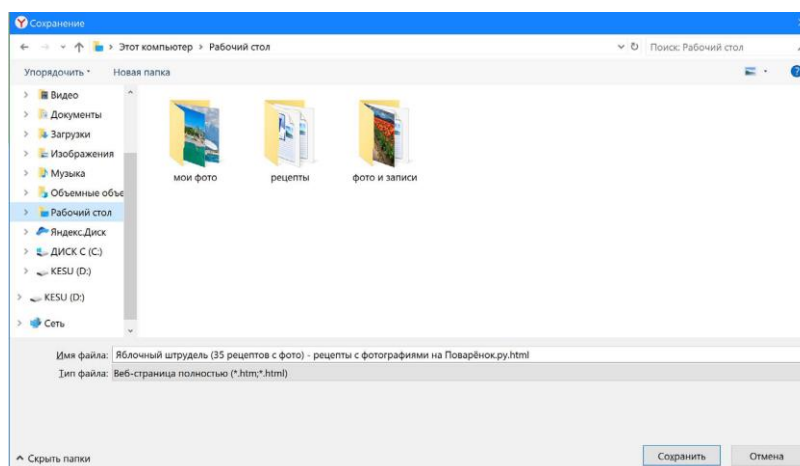 Сохранение
Этот компьютер > Рабочий стол
Поиск: Рабочий стол
Упорядочить
Новая папка
Видео
Документы
Загрузки
Изображения
Музыка
Объемные объе
Рабочий стол
Яндекс.Диск
ДИСК C (C:)
KESU (D:)
KESU (D:)
Сеть
мои фото
рецепты
фото и записи
Имя файла: Яблочный штрудель (35 рецептов с фото) - рецепты с фотографиями на Поварёнок.ру.html
Тип файла: Веб-страница полностью (*.htm;*.html)
Скрыть папки
Сохранить
Отмена